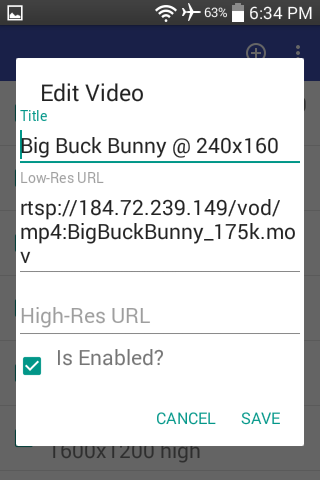 63% 6:34 PM
Edit Video
Title
Big Buck Bunny @ 240x160
Low-Res URL
rtsp://184.72.239.149/vod/
mp4:BigBuckBunny_175k.mo
v
High-Res URL
Is Enabled?
CANCEL SAVE
1600x1200 high